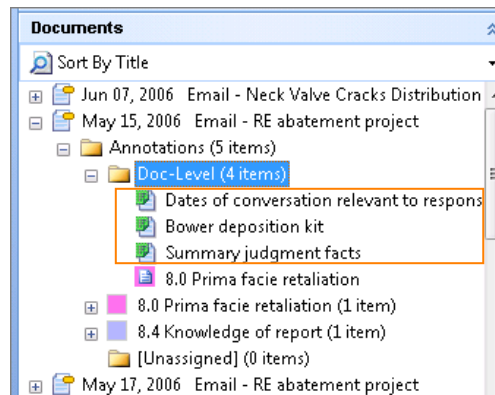 Documents
Sort By Title
Jun 07, 2006 Email - Neck Valve Cracks Distribution
May 15, 2006 Email - RE abatement project
Annotations (5 items)
Doc-Level (4 items)
Dates of conversation relevant to respons
Bower deposition kit
Summary judgment facts
8.0 Prima facie retaliation
8.0 Prima facie retaliation (1 item)
8.4 Knowledge of report (1 item)
[Unassigned] (0 items)
May 17, 2006 Email - RE abatement project